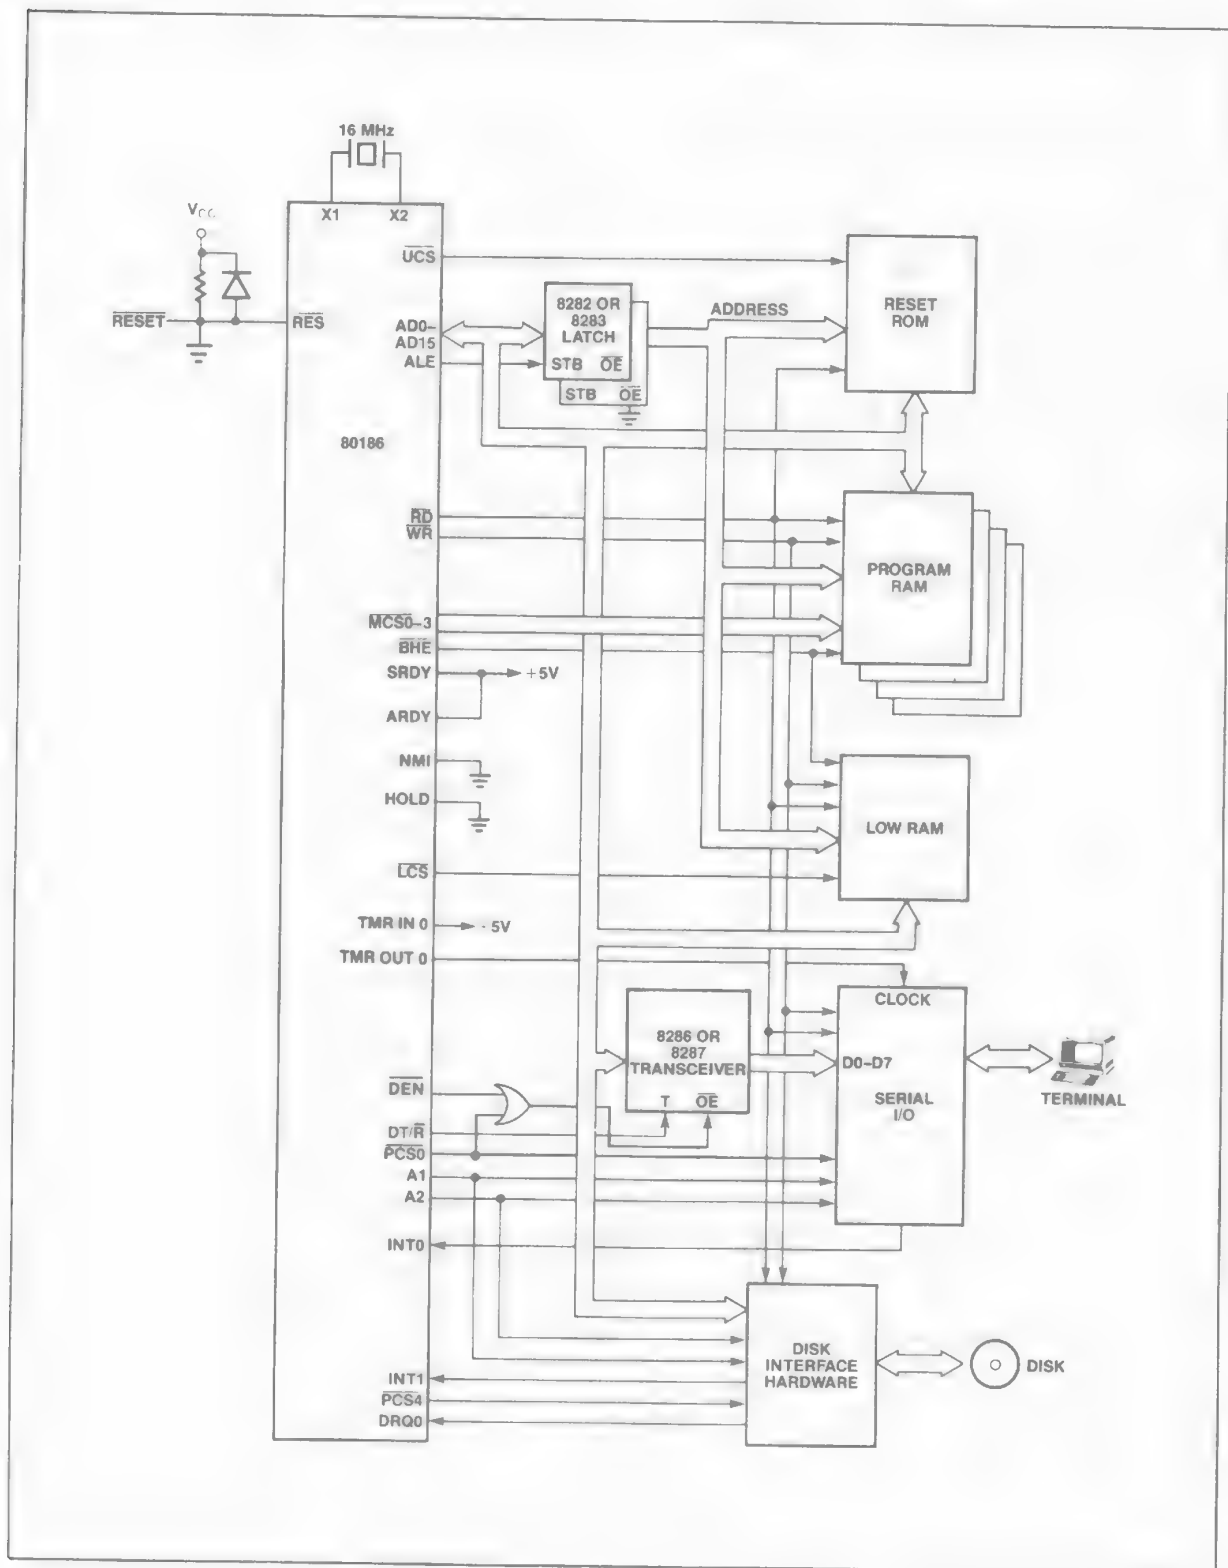 16 MHz
X1
X2
VCC
RESET
RES
UCS
AD0-
AD15
ALE
80186
RD
WR
MCS0-3
BHE
SRDY
+5V
ARDY
NMI
HOLD
LCS
TMR IN 0
5V
TMR OUT 0
DEN
DT/R
PCS0
A1
A2
INT0
INT1
PCS4
DRQ0
8282 OR
8283
LATCH
STB OE
STB OE
ADDRESS
RESET
ROM
PROGRAM
RAM
LOW RAM
8286 OR
8287
TRANSCEIVER
T OE
CLOCK
D0-D7
SERIAL
I/O
TERMINAL
DISK
INTERFACE
HARDWARE
DISK